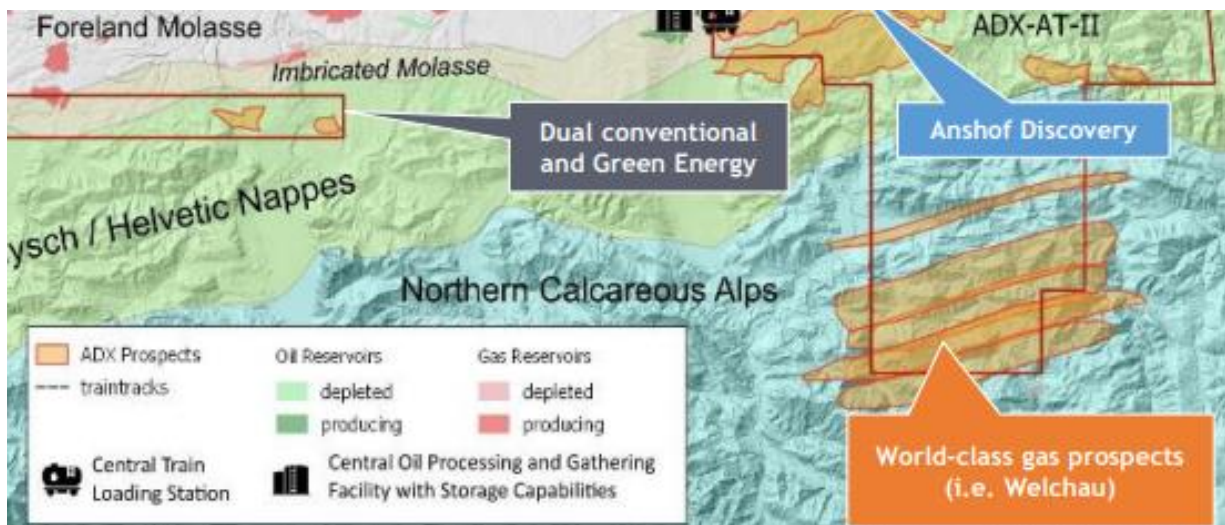 Foreland Molasse
ADX-AT-II
Imbricated Molasse
Dual conventional
and Green Energy
Anshof Discovery
ysch / Helvetic Nappes
Northern Calcareous Alps
ADX Prospects
traintracks
Oil Reservoirs
depleted
producing
Gas Reservoirs
depleted
producing
Central Train
Loading Station
Central Oil Processing and Gathering
Facility with Storage Capabilities
World-class gas prospects
(i.e. Welchau)